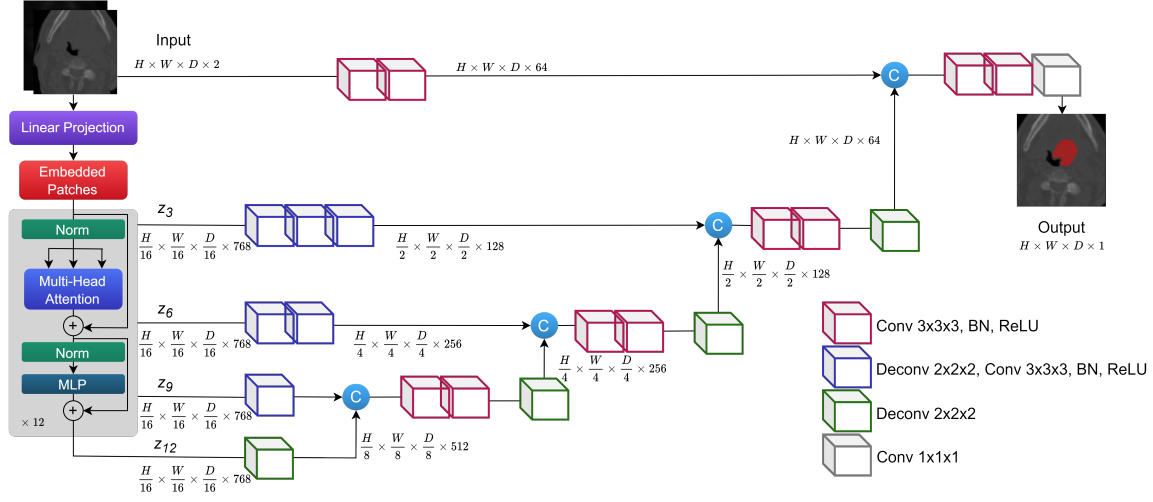 Input
H × W × D × 2
H × W × D × 64
C
Linear Projection
Embedded
Patches
H × W × D × 64
Output
H × W × D × 1
Norm
z3
H/16 × W/16 × D/16 × 768
H/2 × W/2 × D/2 × 128
C
Multi-Head
Attention
H/2 × W/2 × D/2 × 128
+
z6
H/16 × W/16 × D/16 × 768
H/4 × W/4 × D/4 × 256
C
H/4 × W/4 × D/4 × 256
Norm
MLP
+
× 12
z9
H/16 × W/16 × D/16 × 768
C
H/8 × W/8 × D/8 × 512
z12
H/16 × W/16 × D/16 × 768
Conv 3x3x3, BN, ReLU
Deconv 2x2x2, Conv 3x3x3, BN, ReLU
Deconv 2x2x2
Conv 1x1x1